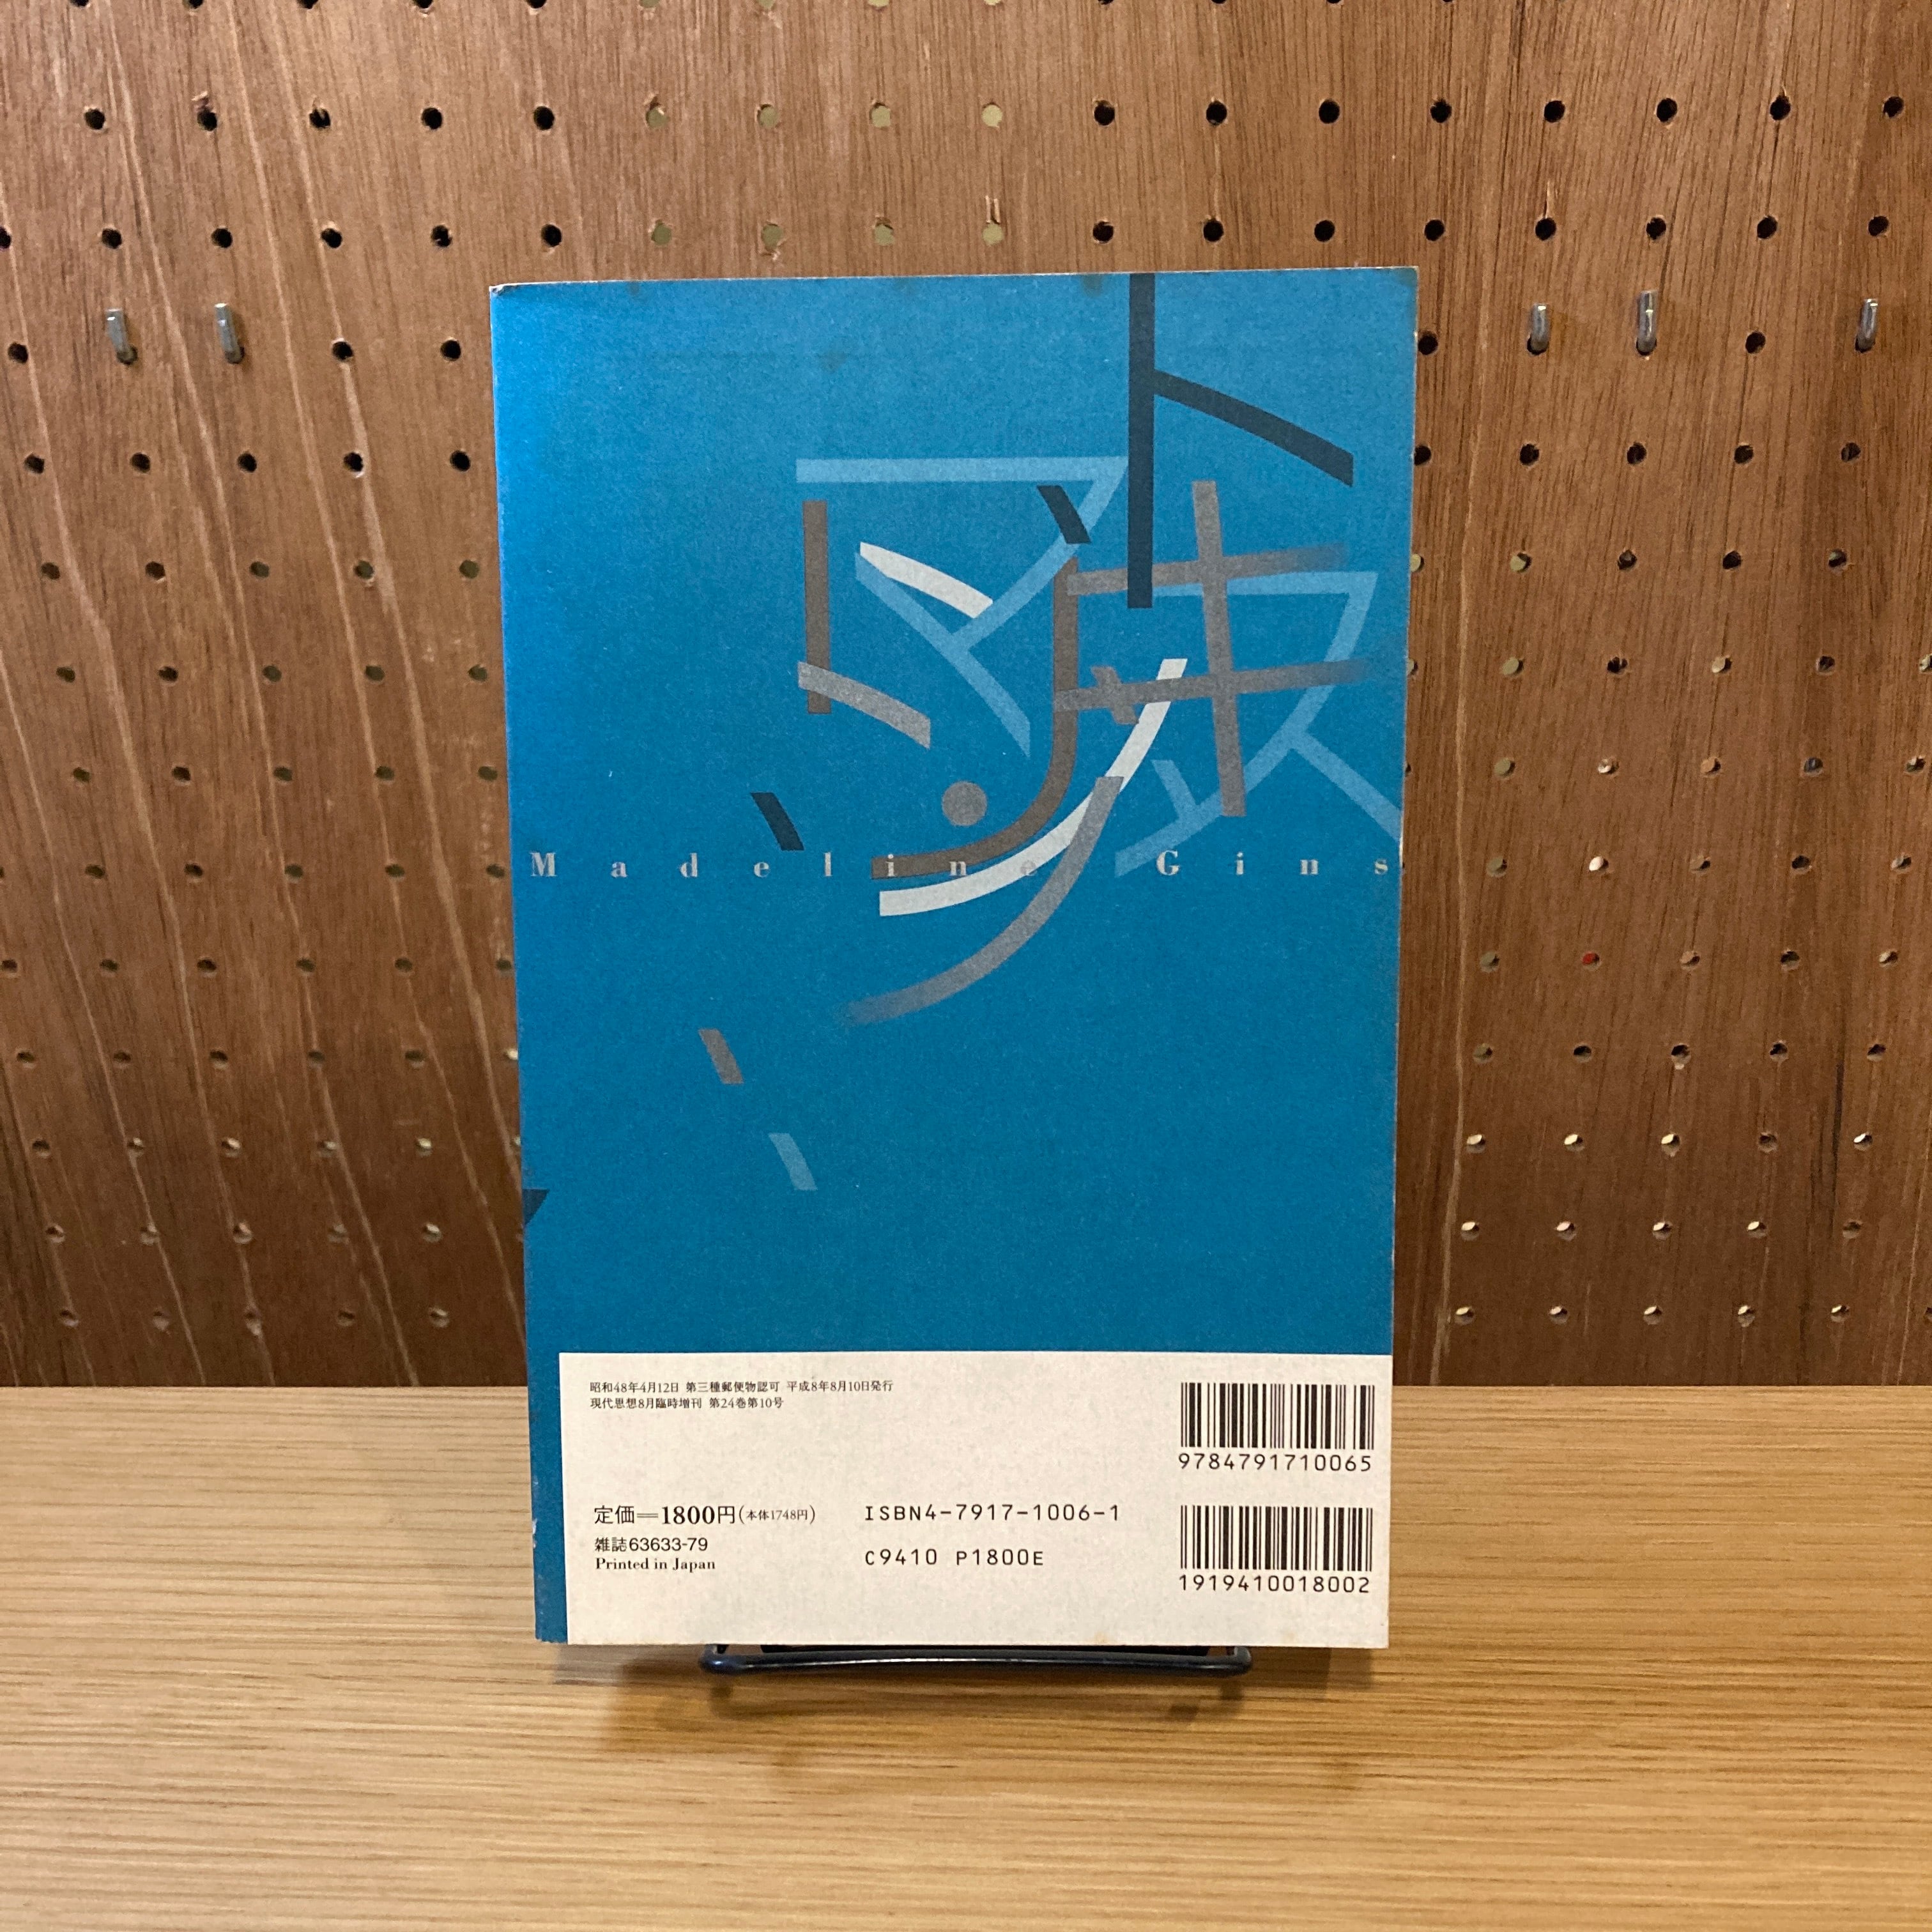 Madeline Gins
昭和48年4月12日 第三種郵便物認可 平成8年8月10日発行
現代思想8月臨時増刊 第24巻第10号
9784791710065
定価=1800円(本体1748円)
雑誌63633-79
Printed in Japan
ISBN4-7917-1006-1
C9410 P1800E
1919410018002